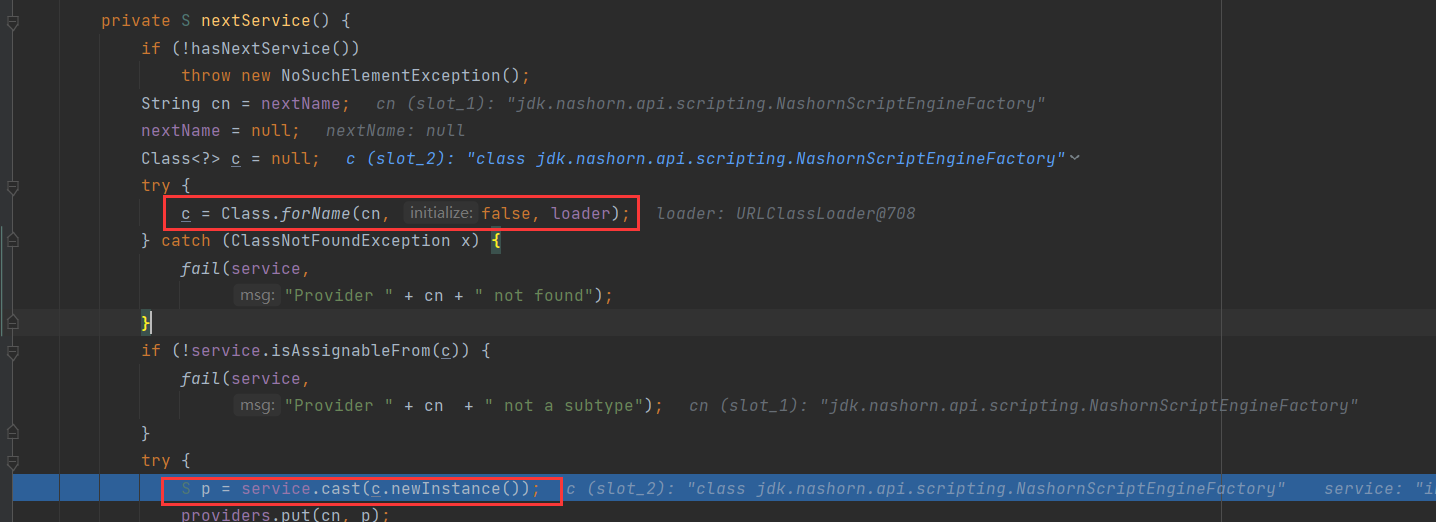 private S nextService() {
if (!hasNextService())
throw new NoSuchElementException();
String cn = nextName;   cn (slot_1): "jdk.nashorn.api.scripting.NashornScriptEngineFactory"
nextName = null;   nextName: null
Class<?> c = null;   c (slot_2): "class jdk.nashorn.api.scripting.NashornScriptEngineFactory"
try {
c = Class.forName(cn, initialize: false, loader);   loader: URLClassLoader@708
} catch (ClassNotFoundException x) {
fail(service,
msg: "Provider " + cn + " not found");
}
if (!service.isAssignableFrom(c)) {
fail(service,
msg: "Provider " + cn  + " not a subtype");   cn (slot_1): "jdk.nashorn.api.scripting.NashornScriptEngineFactory"
}
try {
S p = service.cast(c.newInstance());   c (slot_2): "class jdk.nashorn.api.scripting.NashornScriptEngineFactory"   service: "i
providers.put(cn, p);